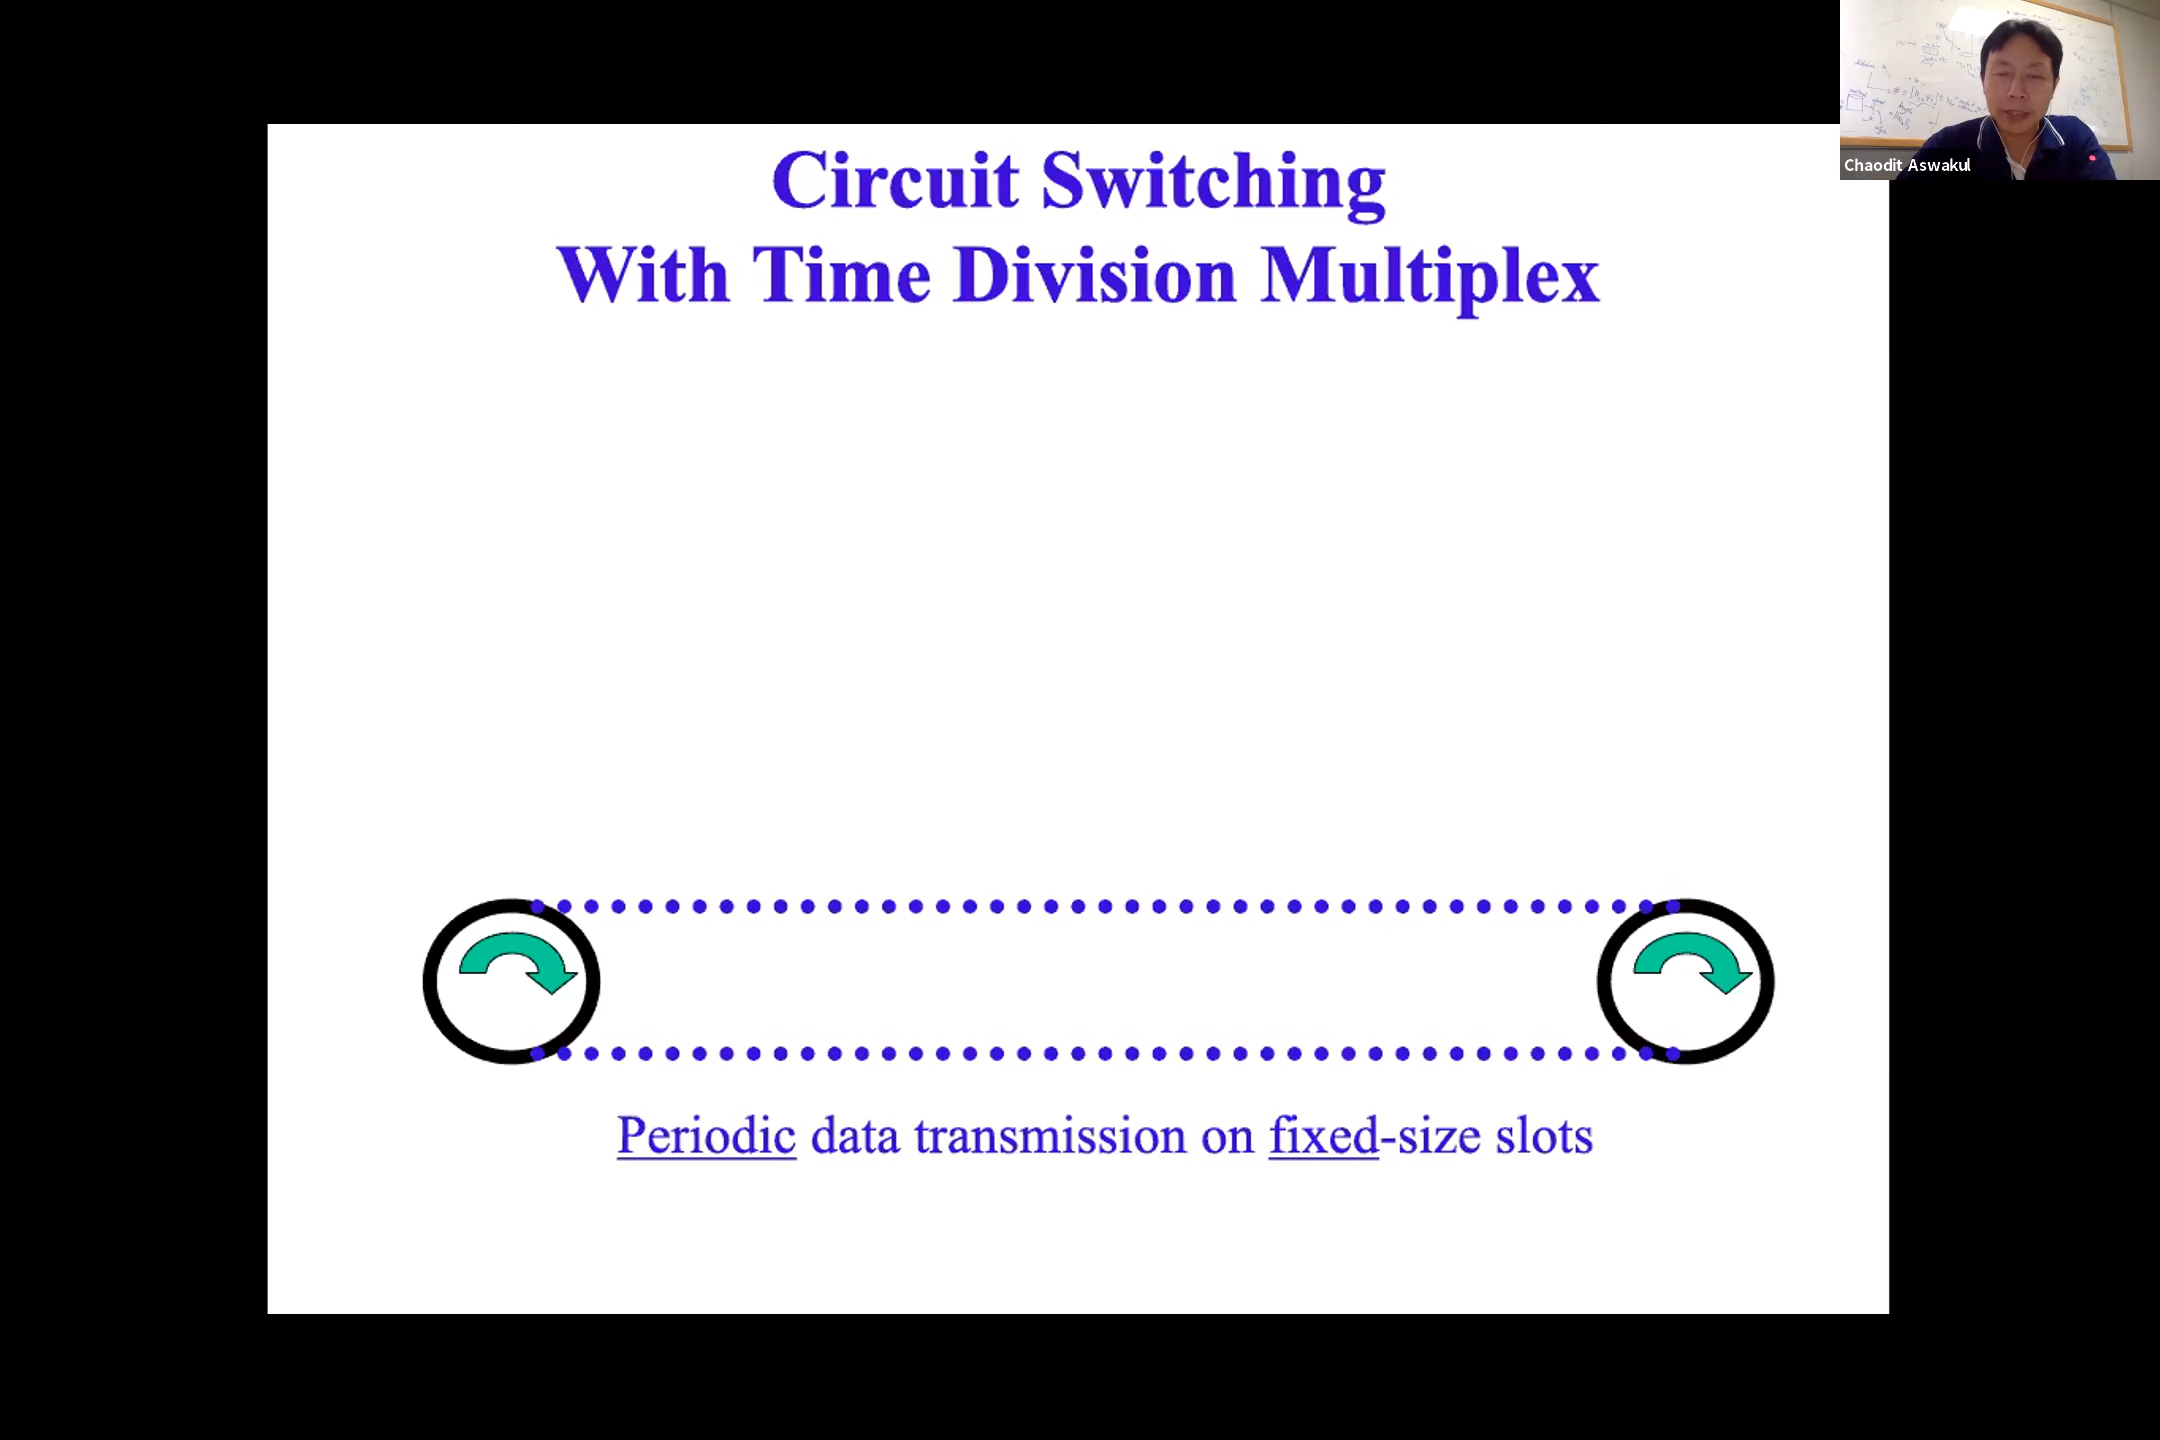 Circuit Switching
With Time Division Multiplex
Chaodit Aswakul
Periodic data transmission on fixed-size slots